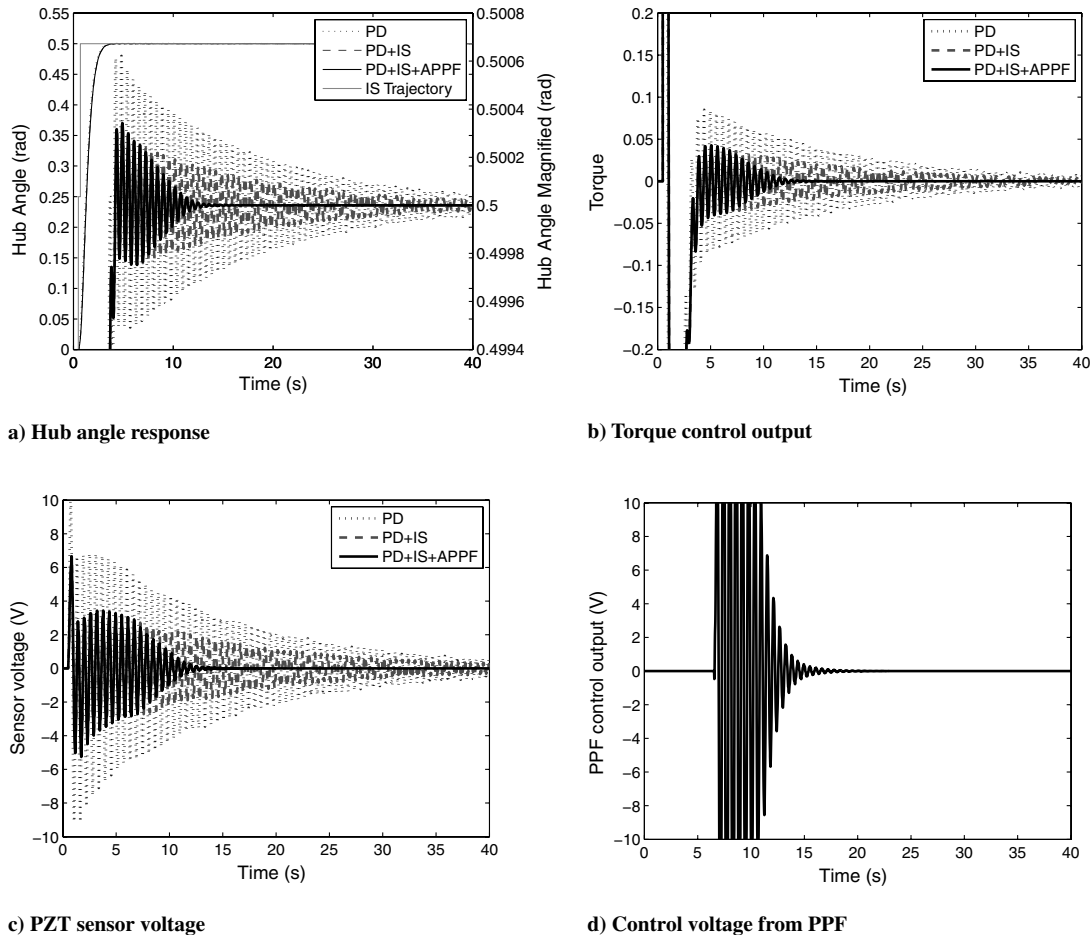 0.55
0.5
0.45
0.4
0.35
0.3
0.25
0.2
0.15
0.1
0.05
0
Hub Angle (rad)
PD
PD+IS
PD+IS+APPF
IS Trajectory
0.5008
0.5006
0.5004
0.5002
0.5
0.4998
0.4996
0.4994
Hub Angle Magnified (rad)
0 5 10 20 30 40
Time (s)
a) Hub angle response
0.2
0.15
0.1
0.05
0
−0.05
−0.1
−0.15
−0.2
Torque
PD
PD+IS
PD+IS+APPF
0 5 10 15 20 25 30 35 40
Time (s)
b) Torque control output
10
8
6
4
2
0
−2
−4
−6
−8
−10
Sensor voltage (V)
PD
PD+IS
PD+IS+APPF
0 5 10 15 20 25 30 35 40
Time (s)
c) PZT sensor voltage
10
8
6
4
2
0
−2
−4
−6
−8
−10
PPF control output (V)
0 5 10 15 20 25 30 35 40
Time (s)
d) Control voltage from PPF